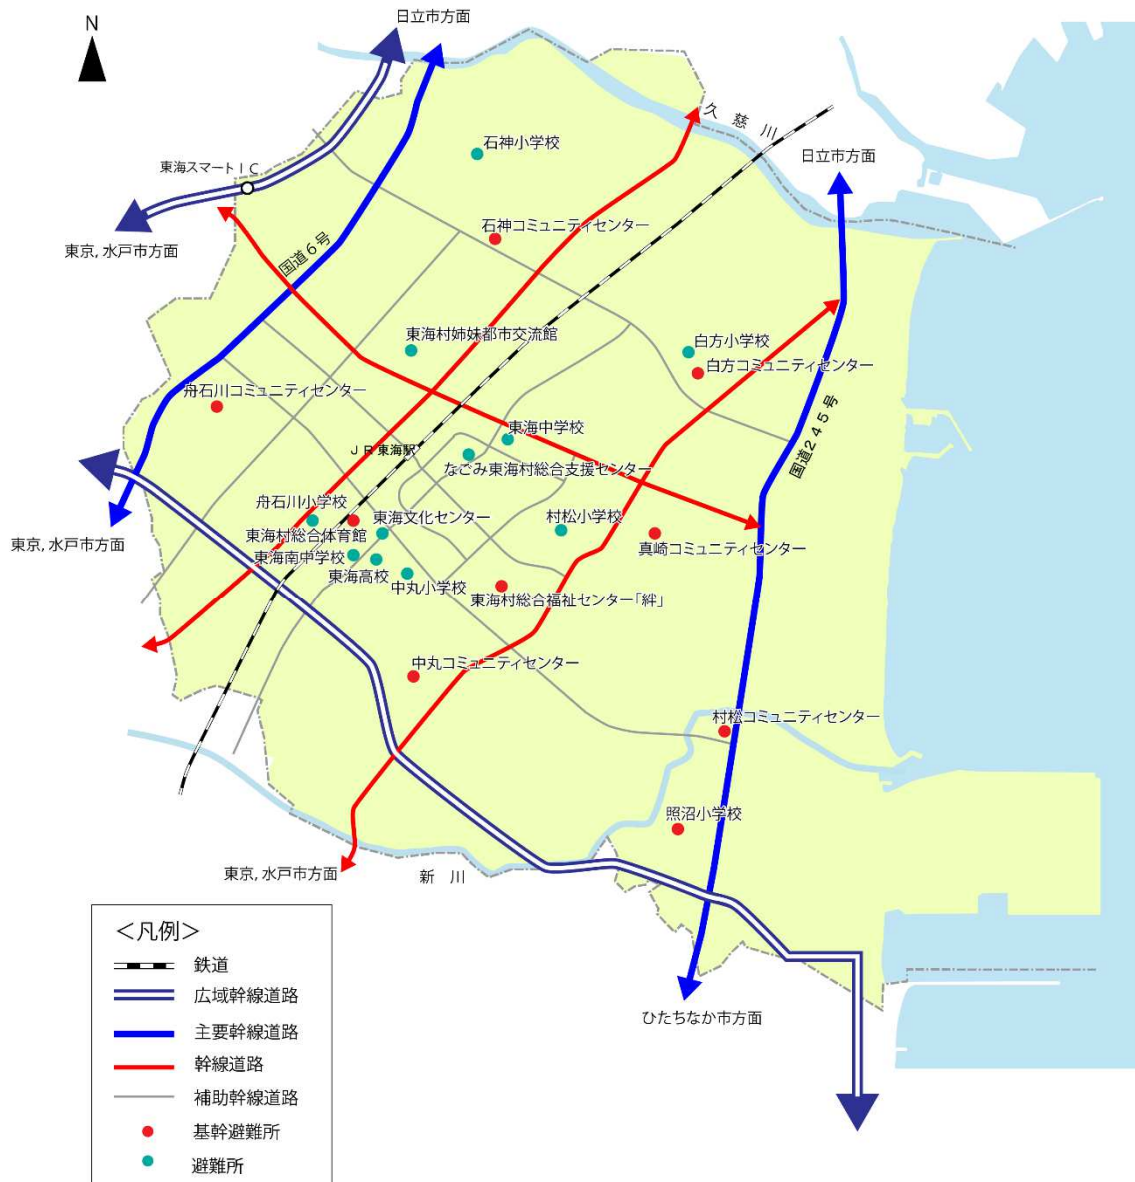 日立市方面
N
久慈川
石神小学校
日立市方面
東海スマートIC
石神コミュニティセンター
東京,水戸市方面
国道6号
東海村姉妹都市交流館
白方小学校
白方コミュニティセンター
舟石川コミュニティセンター
東海中学校
国道245号
JR東海駅
なごみ東海村総合支援センター
舟石川小学校
東海文化センター
村松小学校
東海村総合体育館
東京,水戸市方面
真崎コミュニティセンター
東海南中学校
東海高校
中丸小学校
東海村総合福祉センター「絆」
中丸コミュニティセンター
村松コミュニティセンター
照沼小学校
東京,水戸市方面
新川
<凡例>
鉄道
広域幹線道路
ひたちなか市方面
主要幹線道路
幹線道路
補助幹線道路
基幹避難所
避難所